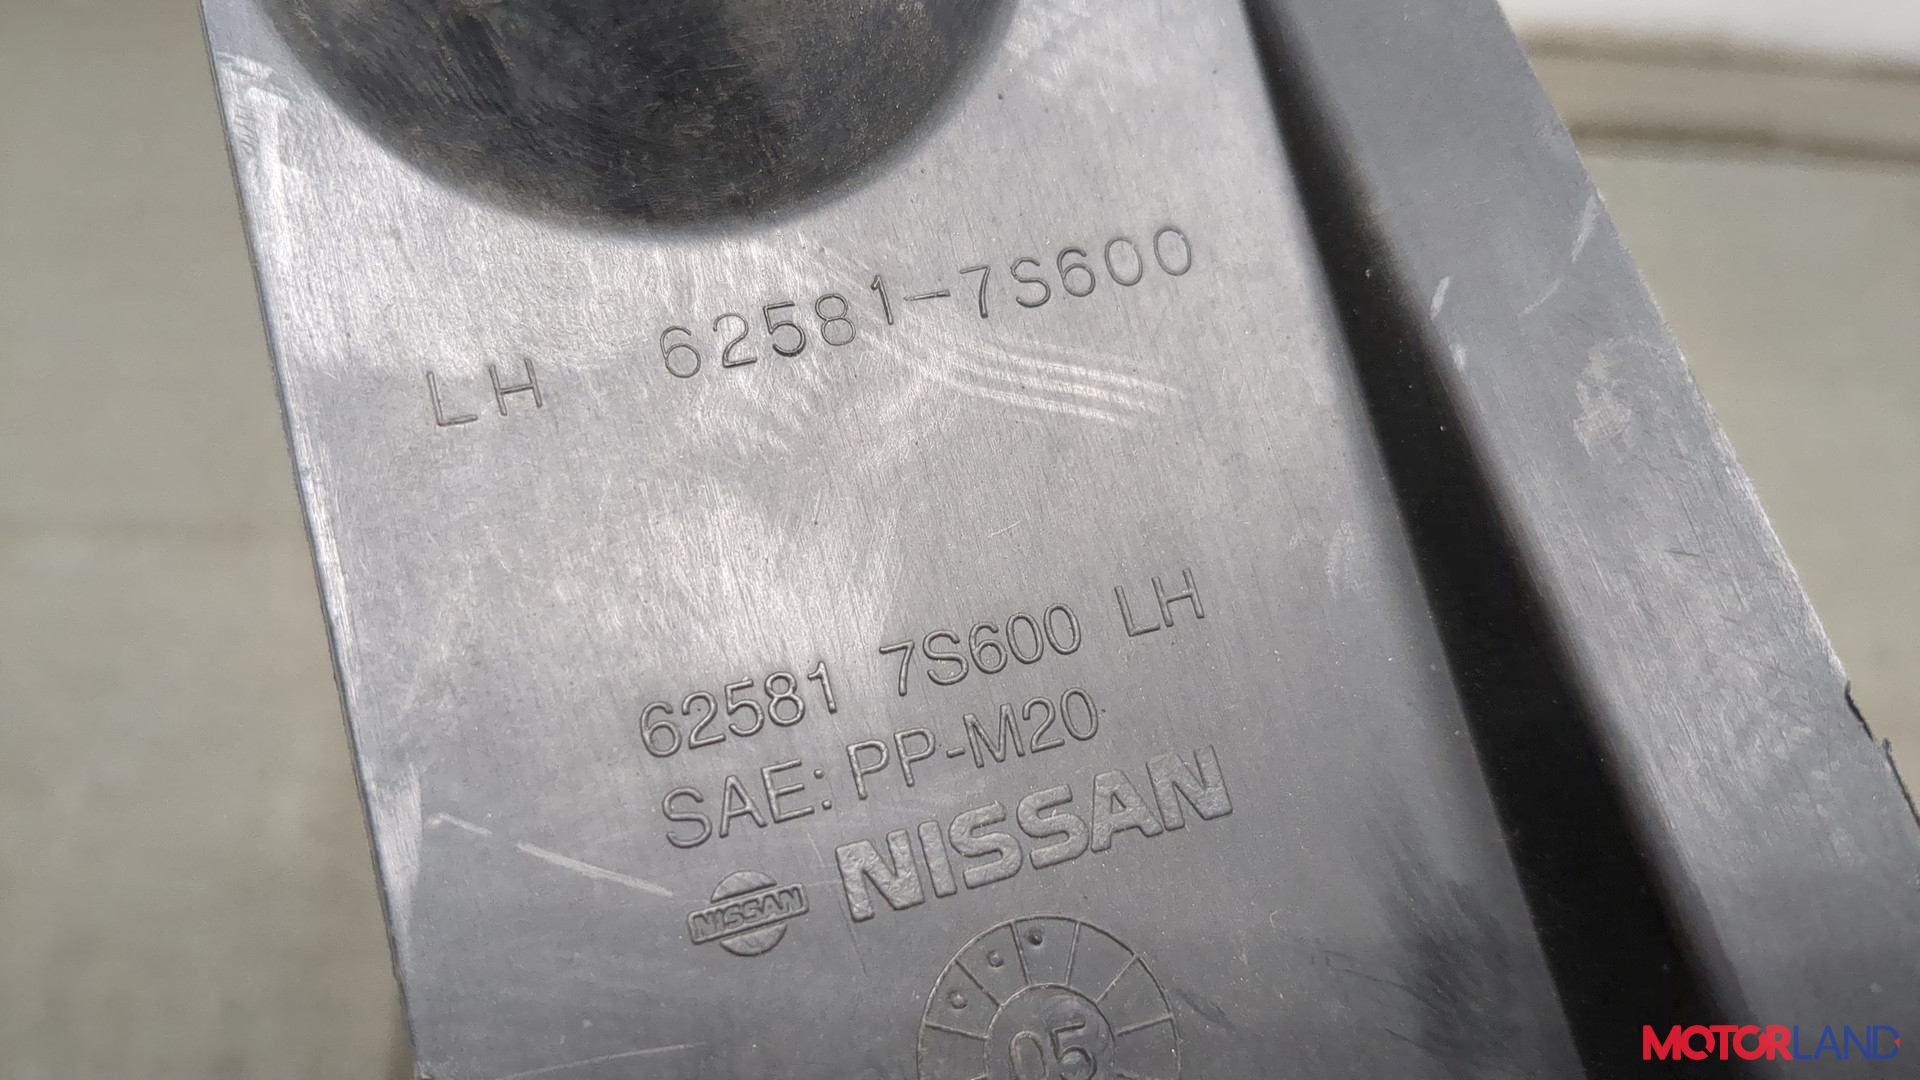 LH 62581-7S600
62581 7S600 LH
SAE: PP-M20
NISSAN NISSAN
05
MOTORLAND